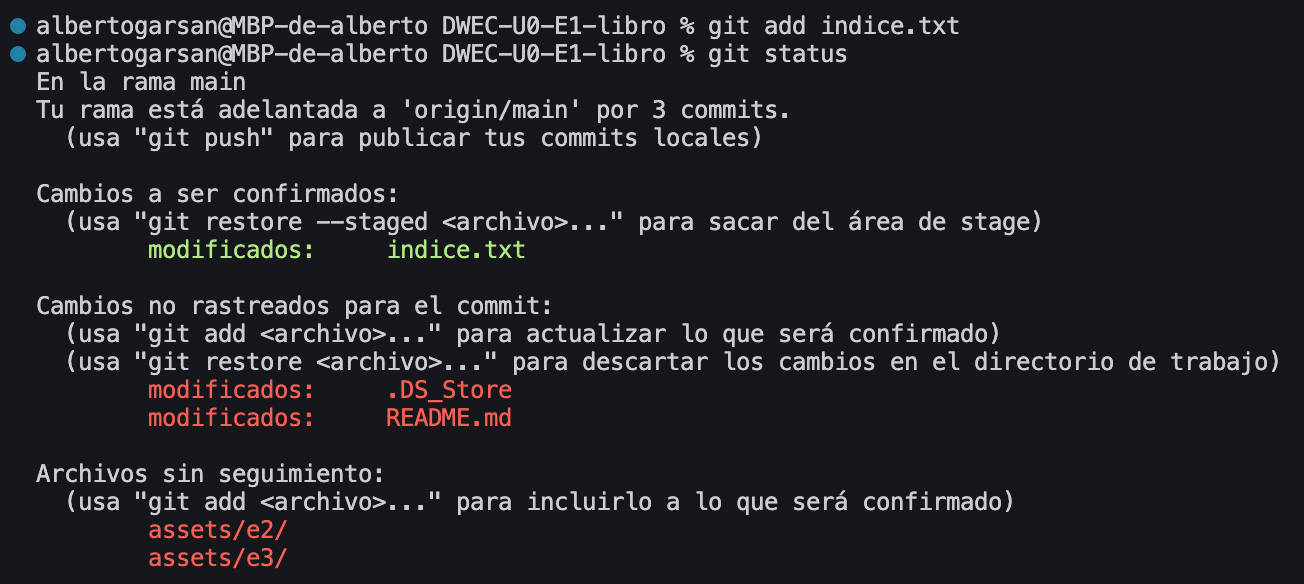 albertogarsan@MBP-de-alberto DWEC-U0-E1-libro % git add indice.txt
albertogarsan@MBP-de-alberto DWEC-U0-E1-libro % git status
En la rama main
Tu rama está adelantada a 'origin/main' por 3 commits.
  (usa "git push" para publicar tus commits locales)

Cambios a ser confirmados:
  (usa "git restore --staged <archivo>..." para sacar del área de stage)
        modificados:     indice.txt

Cambios no rastreados para el commit:
  (usa "git add <archivo>..." para actualizar lo que será confirmado)
  (usa "git restore <archivo>..." para descartar los cambios en el directorio de trabajo)
        modificados:     .DS_Store
        modificados:     README.md

Archivos sin seguimiento:
  (usa "git add <archivo>..." para incluirlo a lo que será confirmado)
        assets/e2/
        assets/e3/